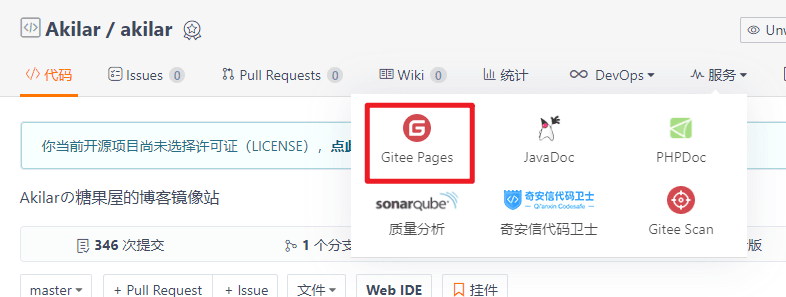 Akilar / akilar
Unw
代码 Issues 0 Pull Requests 0 Wiki 0 统计 DevOps 服务
Gitee Pages JavaDoc PHPDoc
你当前开源项目尚未选择许可证（LICENSE），点此
Akilarの糖果屋的博客镜像站
sonarqube 奇安信代码卫士 Qi'anxin Codesafe
质量分析 奇安信代码卫士 Gitee Scan
346 次提交 1 个分支
master + Pull Request + Issue 文件 Web IDE 挂件